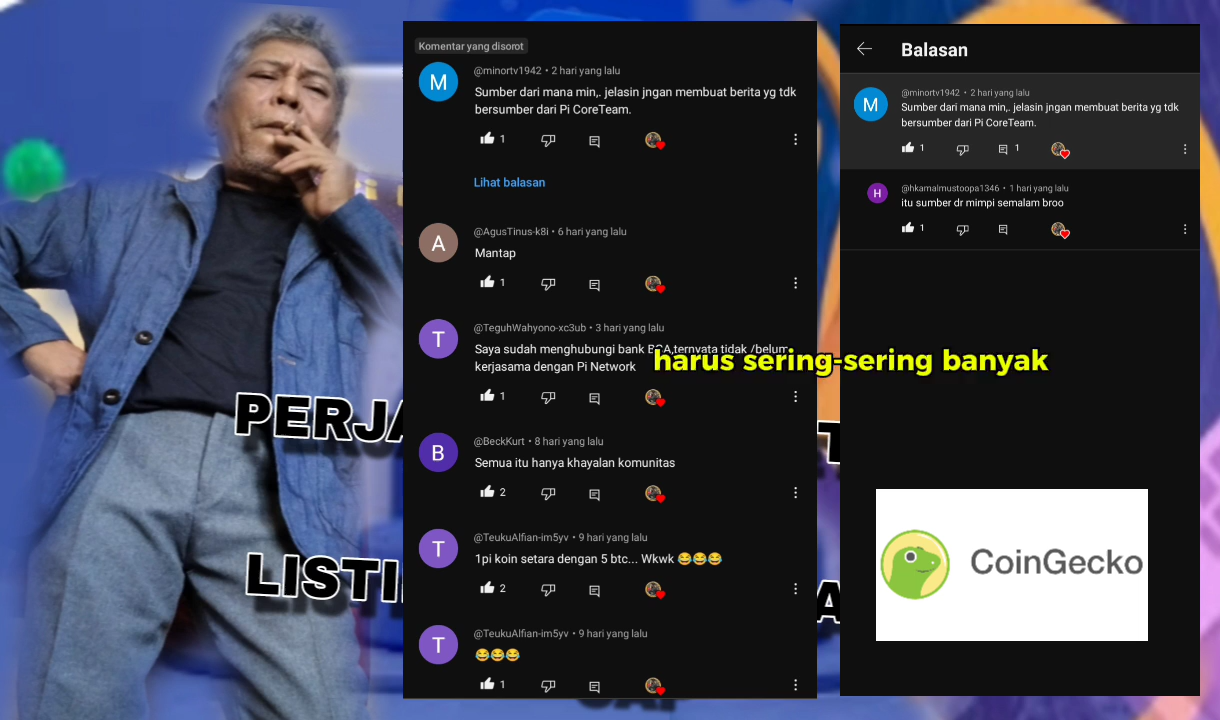 Komentar yang disorot
@minortv1942 • 2 hari yang lalu
Sumber dari mana min,. jelasin jngan membuat berita yg tdk
bersumber dari Pi CoreTeam.
1
Lihat balasan
@AgusTinus-k8i • 6 hari yang lalu
Mantap
1
@TeguhWahyono-xc3ub • 3 hari yang lalu
Saya sudah menghubungi bank BCA,ternyata tidak /belum
kerjasama dengan Pi Network
1
@BeckKurt • 8 hari yang lalu
Semua itu hanya khayalan komunitas
2
@TeukuAlfian-im5yv • 9 hari yang lalu
1pi koin setara dengan 5 btc... Wkwk 😂😂😂
2
@TeukuAlfian-im5yv • 9 hari yang lalu
😂😂😂
1
M
A
T
B
T
T
Balasan
M
@minortv1942 • 2 hari yang lalu
Sumber dari mana min,. jelasin jngan membuat berita yg tdk
bersumber dari Pi CoreTeam.
1 1
H
@hkamalmustoopa1346 • 1 hari yang lalu
itu sumber dr mimpi semalam broo
1
harus sering-sering banyak
CoinGecko
PERJA
LISTI